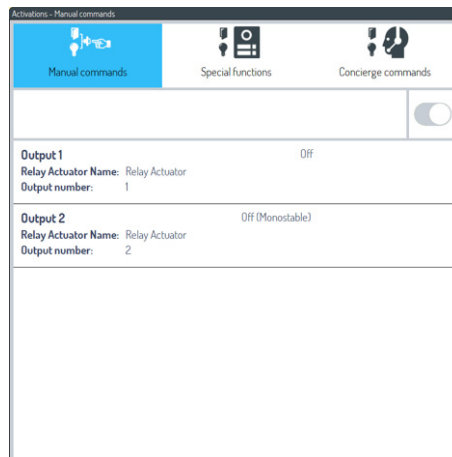 Activations - Manual commands
Manual commands
Special functions
Concierge commands
Output 1 Off
Relay Actuator Name: Relay Actuator
Output number: 1
Output 2 Off (Monostable)
Relay Actuator Name: Relay Actuator
Output number: 2